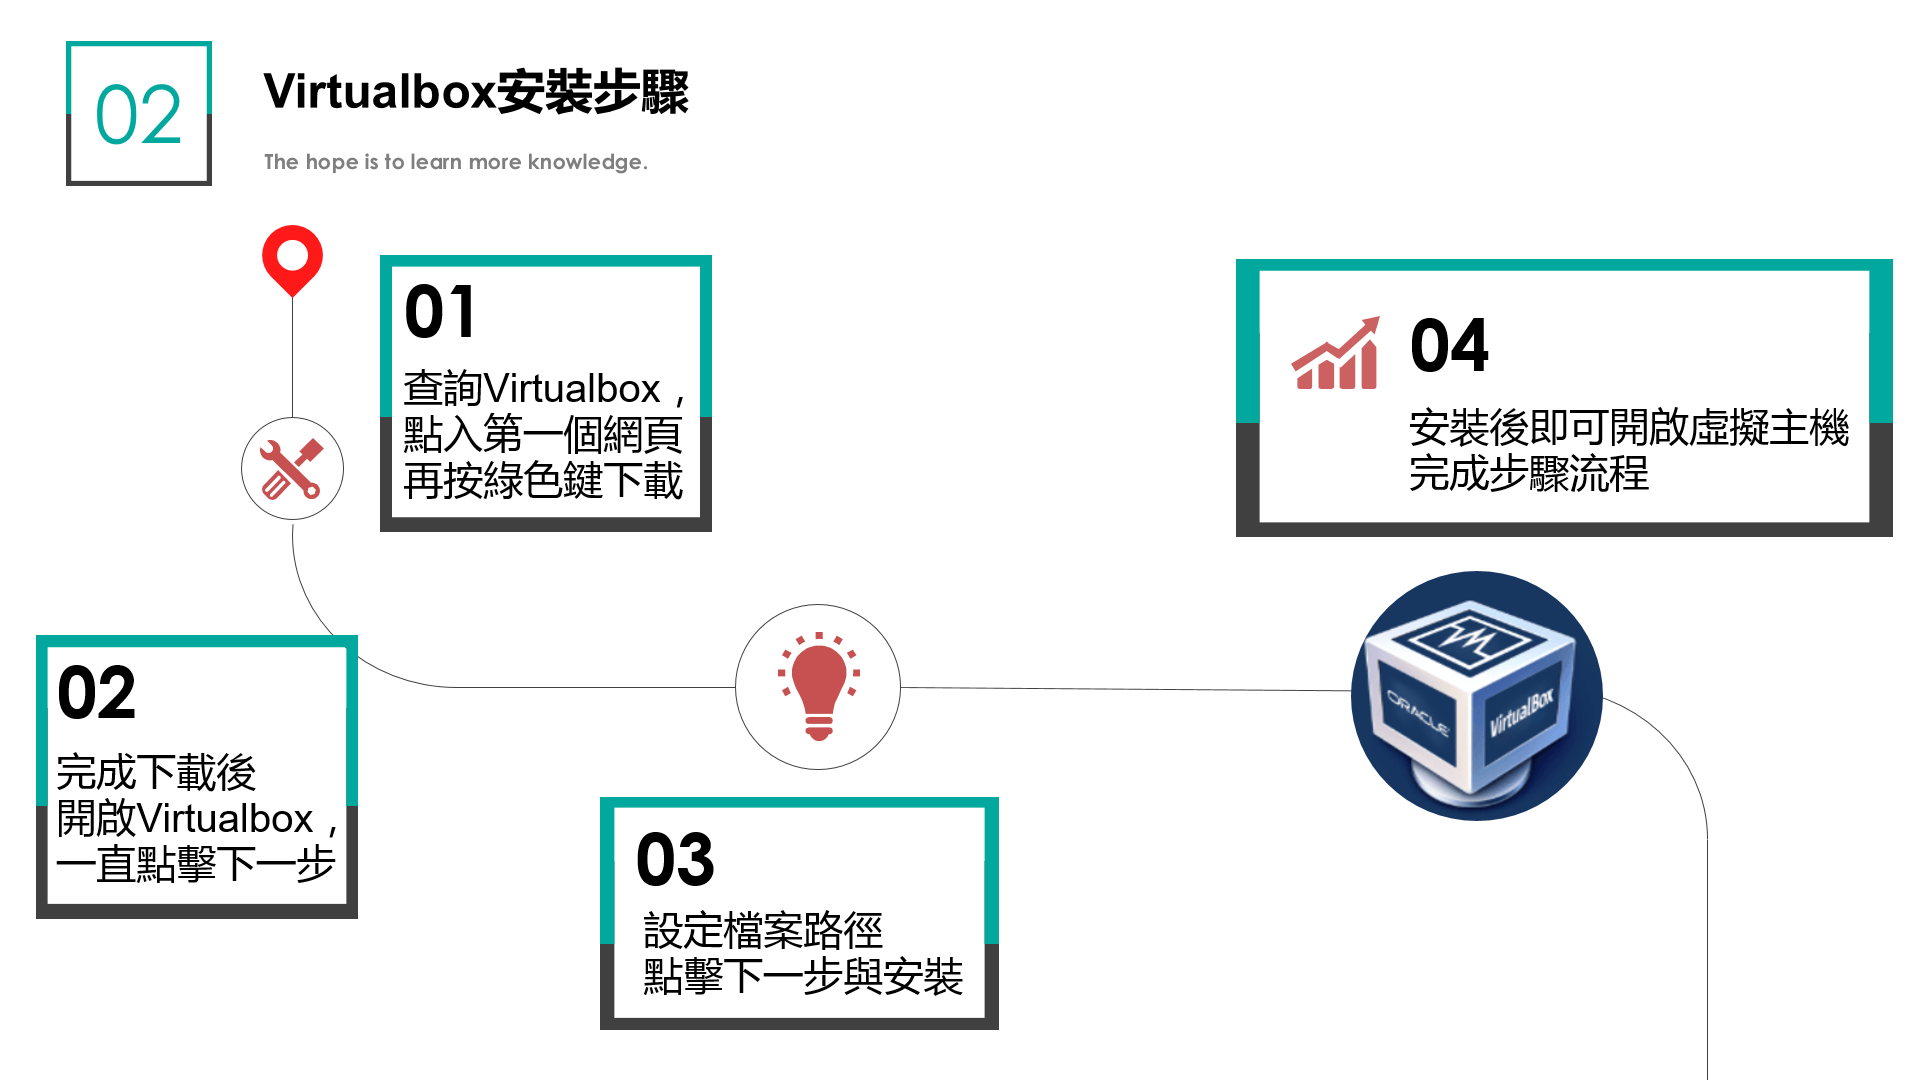 02
Virtualbox安裝步驟
The hope is to learn more knowledge.
01
查詢Virtualbox，
點入第一個網頁
再按綠色鍵下載
02
完成下載後
開啟Virtualbox，
一直點擊下一步
03
設定檔案路徑
點擊下一步與安裝
04
安裝後即可開啟虛擬主機
完成步驟流程
ORACLE
VirtualBox